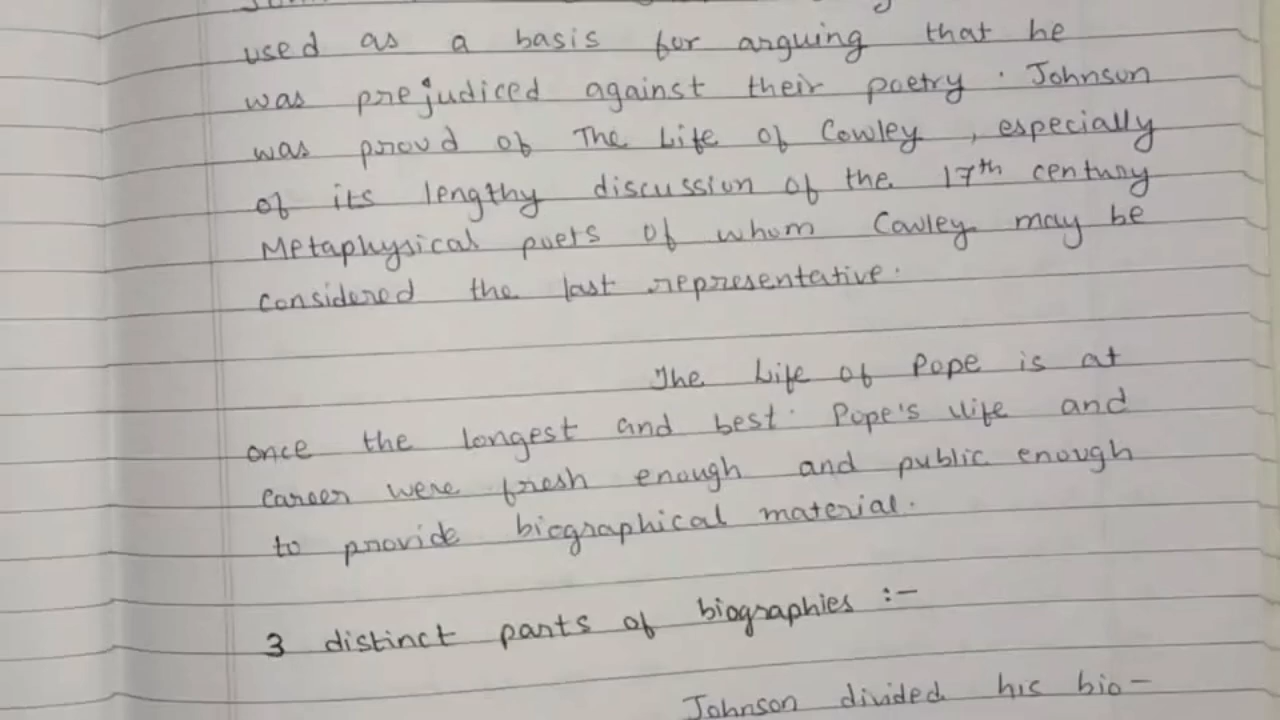 used as a basis for arguing that he
was prejudiced against their poetry. Johnson
was proud of The Life of Cowley, especially
of its lengthy discussion of the 17th century
Metaphysical poets of whom Cowley may be
considered the last representative.
The Life of Pope is at
once the longest and best. Pope's life and
career were fresh enough and public enough
to provide biographical material.
3 distinct parts of biographies :-
Johnson divided his bio-